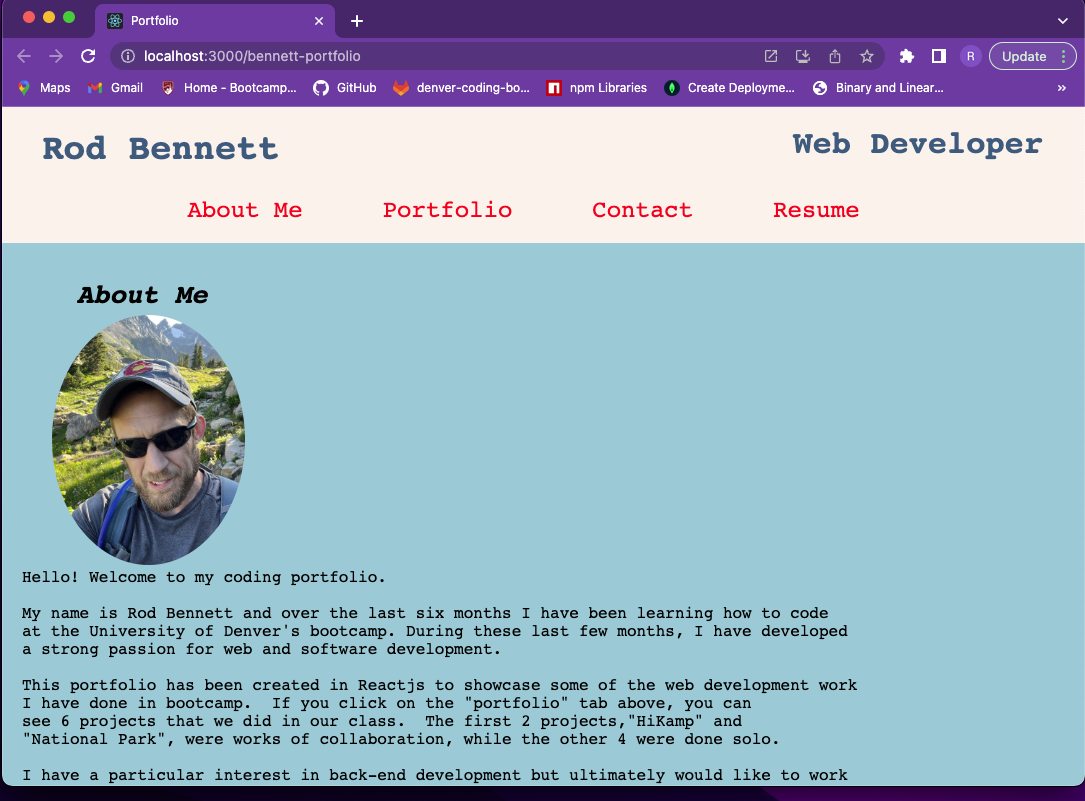 Portfolio
localhost:3000/bennett-portfolio
R
Update
Maps
Gmail
Home - Bootcamp...
GitHub
denver-coding-bo...
npm Libraries
Create Deployme...
Binary and Linear...
»
Rod Bennett
Web Developer
About Me
Portfolio
Contact
Resume
About Me
Hello! Welcome to my coding portfolio.
My name is Rod Bennett and over the last six months I have been learning how to code
at the University of Denver's bootcamp. During these last few months, I have developed
a strong passion for web and software development.
This portfolio has been created in Reactjs to showcase some of the web development work
I have done in bootcamp.  If you click on the "portfolio" tab above, you can
see 6 projects that we did in our class.  The first 2 projects,"HiKamp" and
"National Park", were works of collaboration, while the other 4 were done solo.
I have a particular interest in back-end development but ultimately would like to work